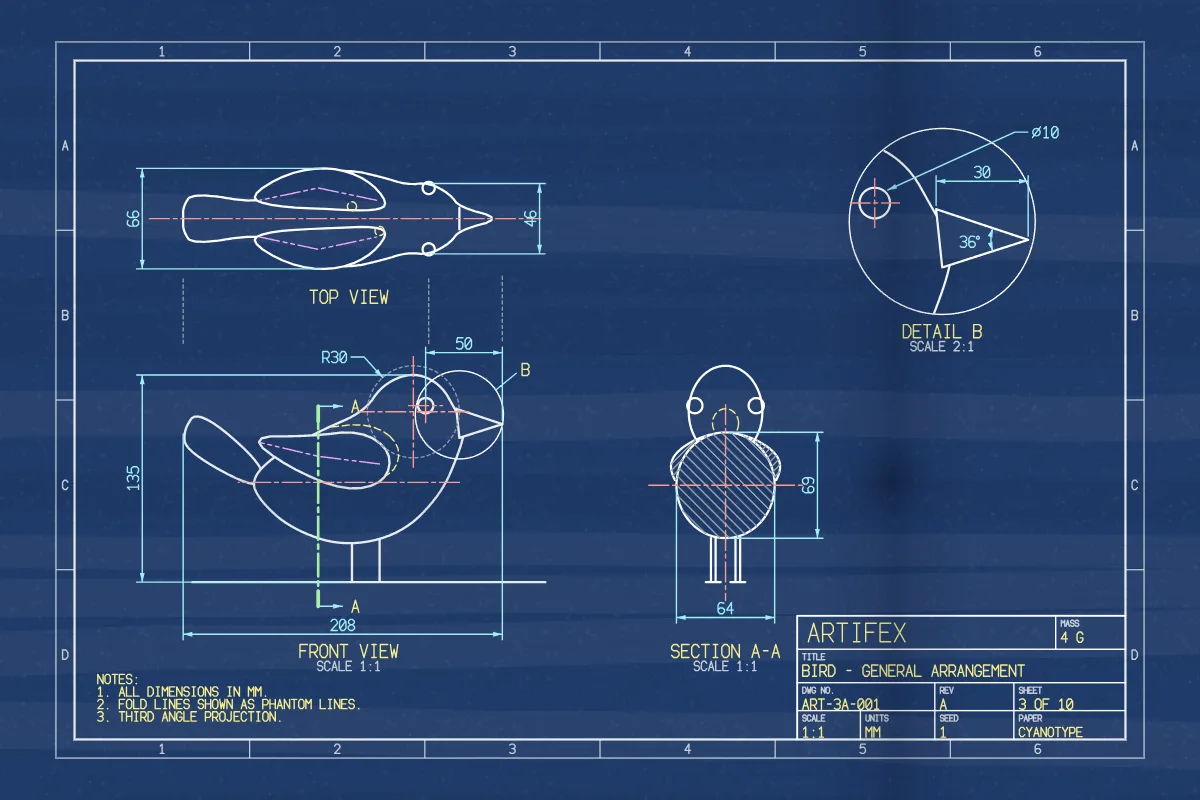 1 2 3 4 5 6
A A
Ø10
30
66
46
36°
TOP VIEW
B B
DETAIL B
SCALE 2:1
50
R30
B
A
135
C C
69
A
64
208
FRONT VIEW
SCALE 1:1
SECTION A-A
SCALE 1:1
D D
NOTES:
1. ALL DIMENSIONS IN MM.
2. FOLD LINES SHOWN AS PHANTOM LINES.
3. THIRD ANGLE PROJECTION.
ARTIFEX
MASS
4 G
TITLE
BIRD - GENERAL ARRANGEMENT
DWG NO. REV SHEET
ART-3A-001 A 3 OF 10
SCALE UNITS SEED PAPER
1:1 MM 1 CYANOTYPE
1 2 3 4 5 6